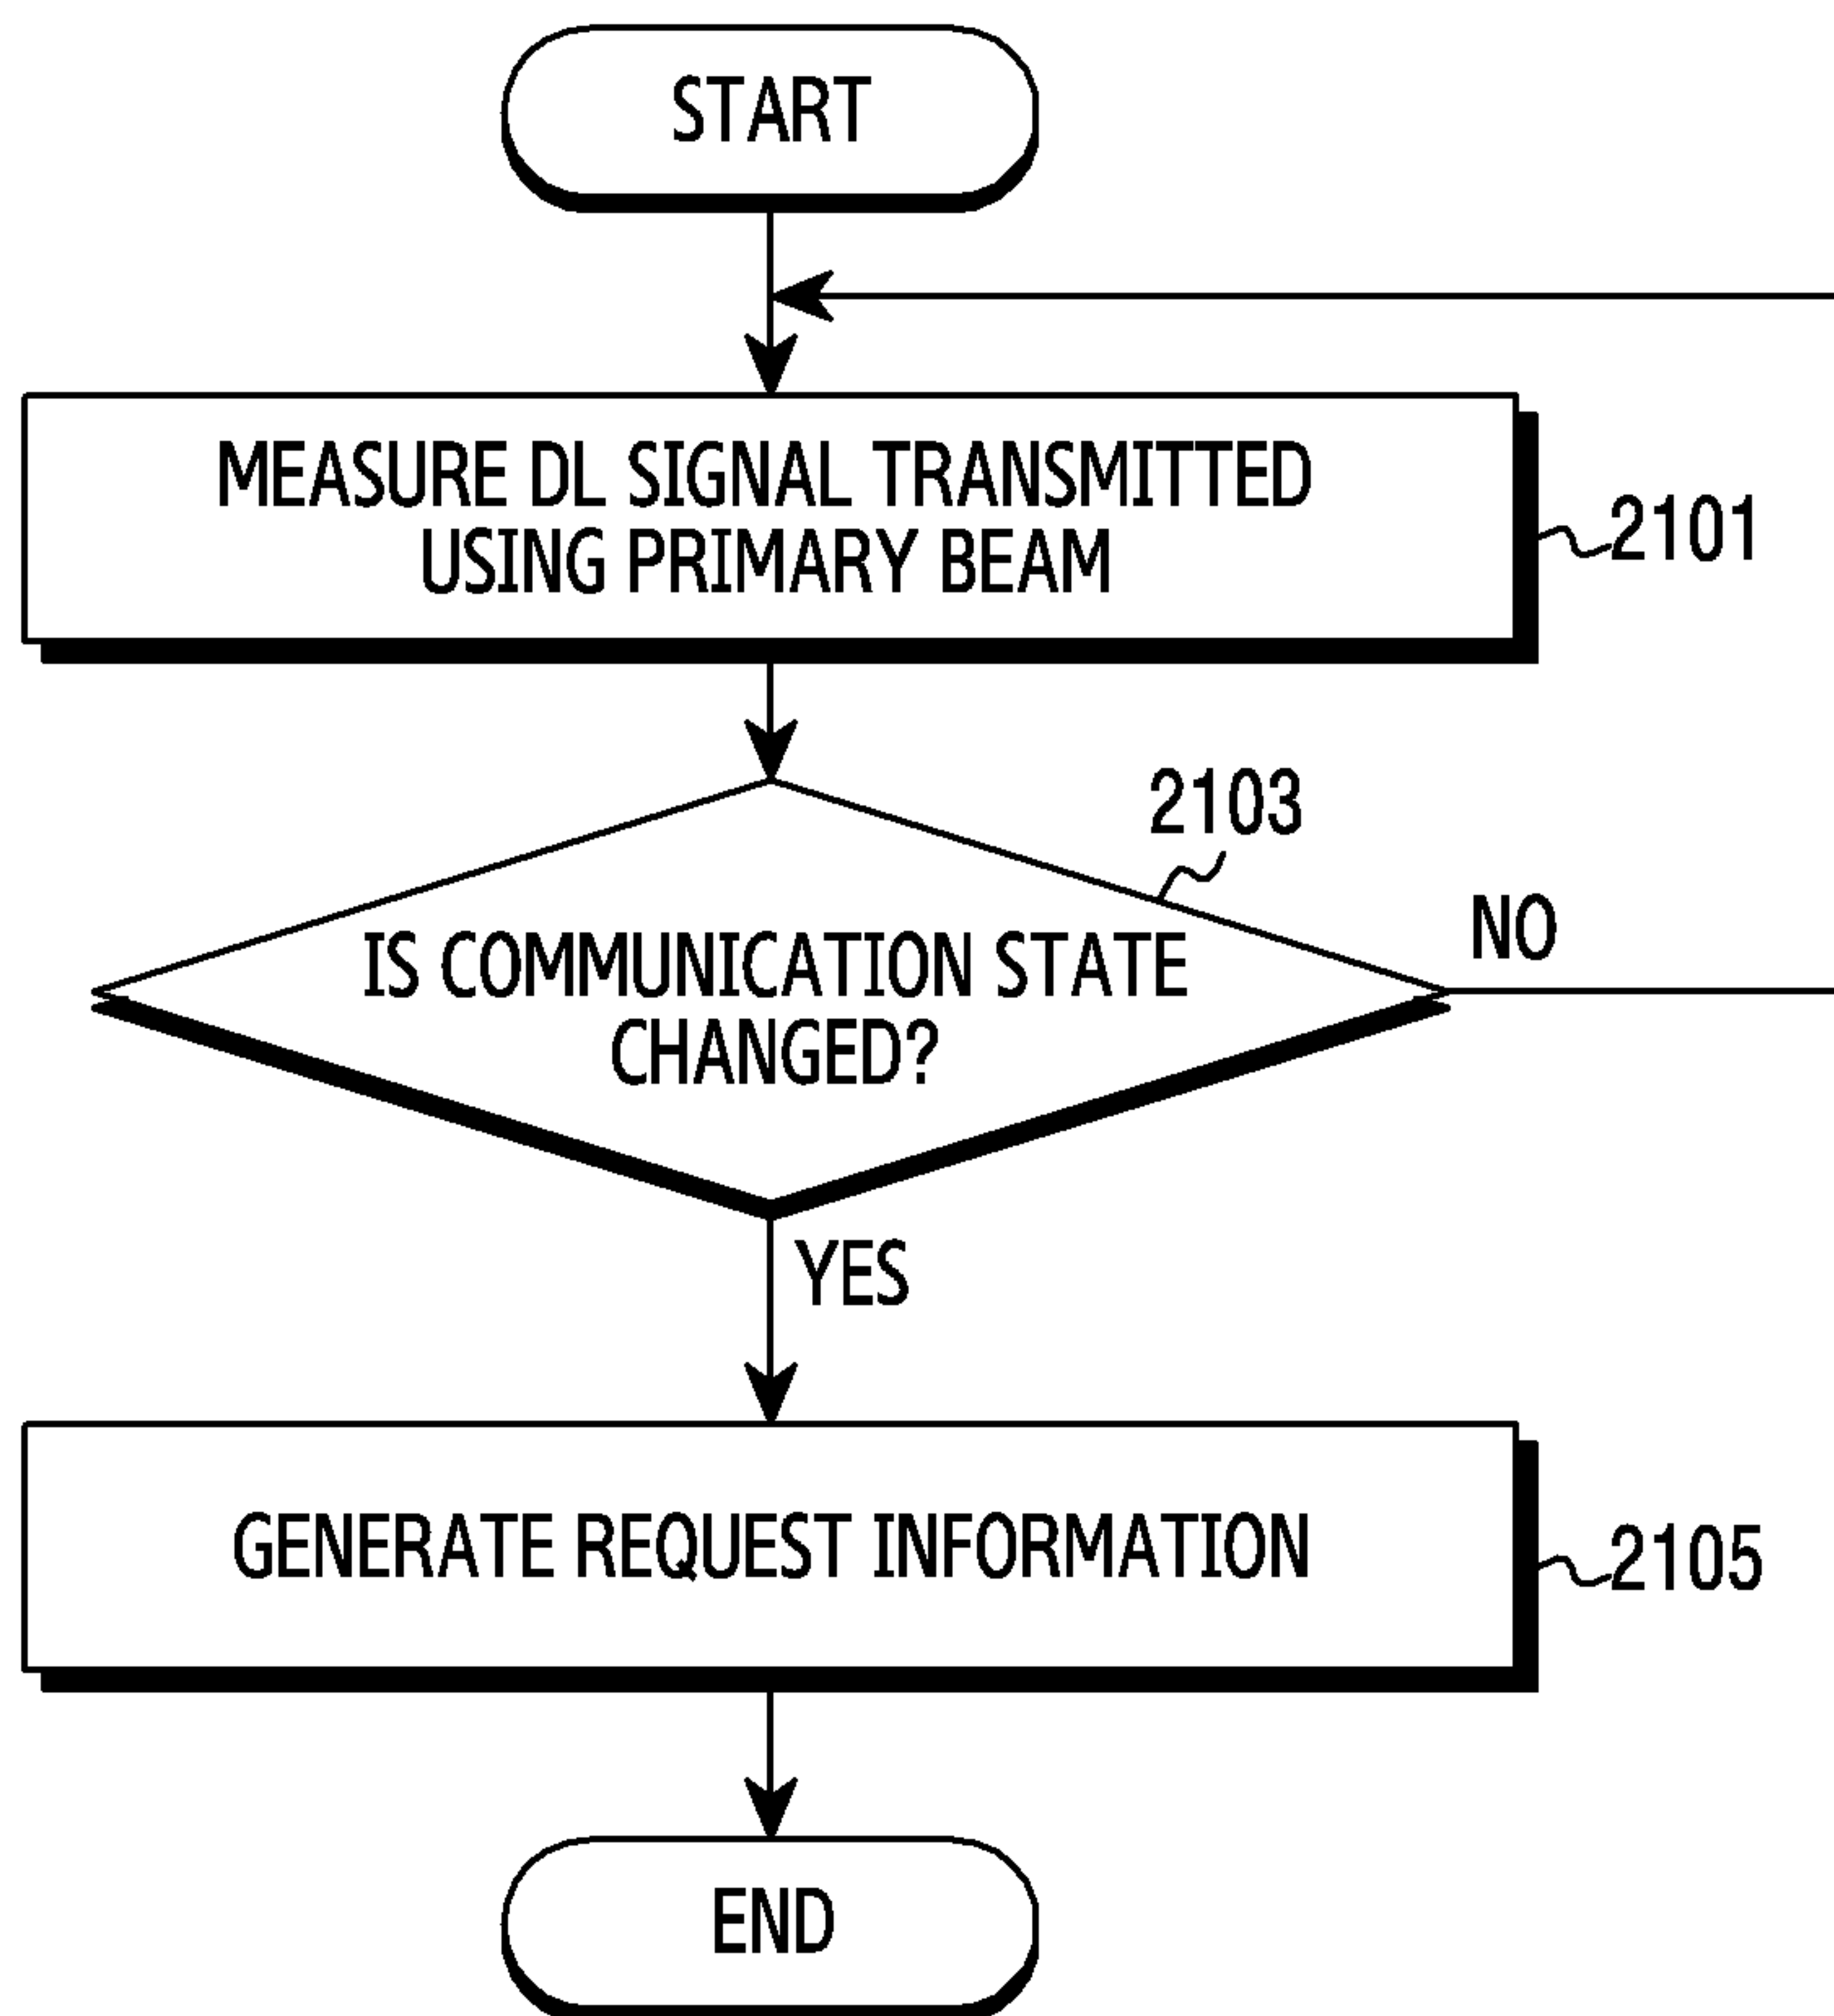 START
MEASURE DL SIGNAL TRANSMITTED
USING PRIMARY BEAM
2101
2103
IS COMMUNICATION STATE
CHANGED?
NO
YES
GENERATE REQUEST INFORMATION
2105
END